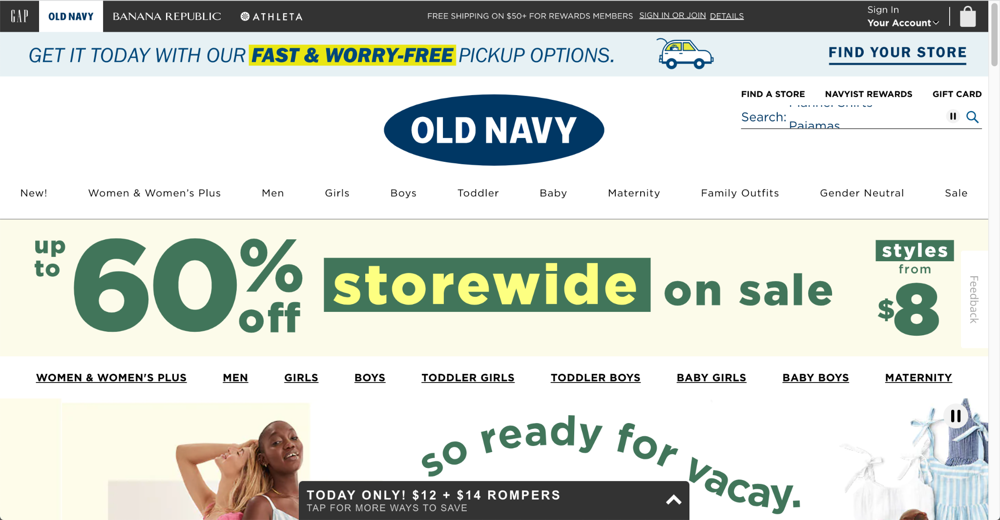 GAP
OLD NAVY
BANANA REPUBLIC
ATHLETA
FREE SHIPPING ON $50+ FOR REWARDS MEMBERS SIGN IN OR JOIN DETAILS
Sign In
Your Account
GET IT TODAY WITH OUR FAST & WORRY-FREE PICKUP OPTIONS.
FIND YOUR STORE
FIND A STORE
NAVYIST REWARDS
GIFT CARD
Flannel Shirts
Search:
Pajamas
OLD NAVY
New!
Women & Women’s Plus
Men
Girls
Boys
Toddler
Baby
Maternity
Family Outfits
Gender Neutral
Sale
up to 60% off
storewide on sale
styles
from
$8
Feedback
WOMEN & WOMEN'S PLUS
MEN
GIRLS
BOYS
TODDLER GIRLS
TODDLER BOYS
BABY GIRLS
BABY BOYS
MATERNITY
so ready for vacay.
TODAY ONLY! $12 + $14 ROMPERS
TAP FOR MORE WAYS TO SAVE